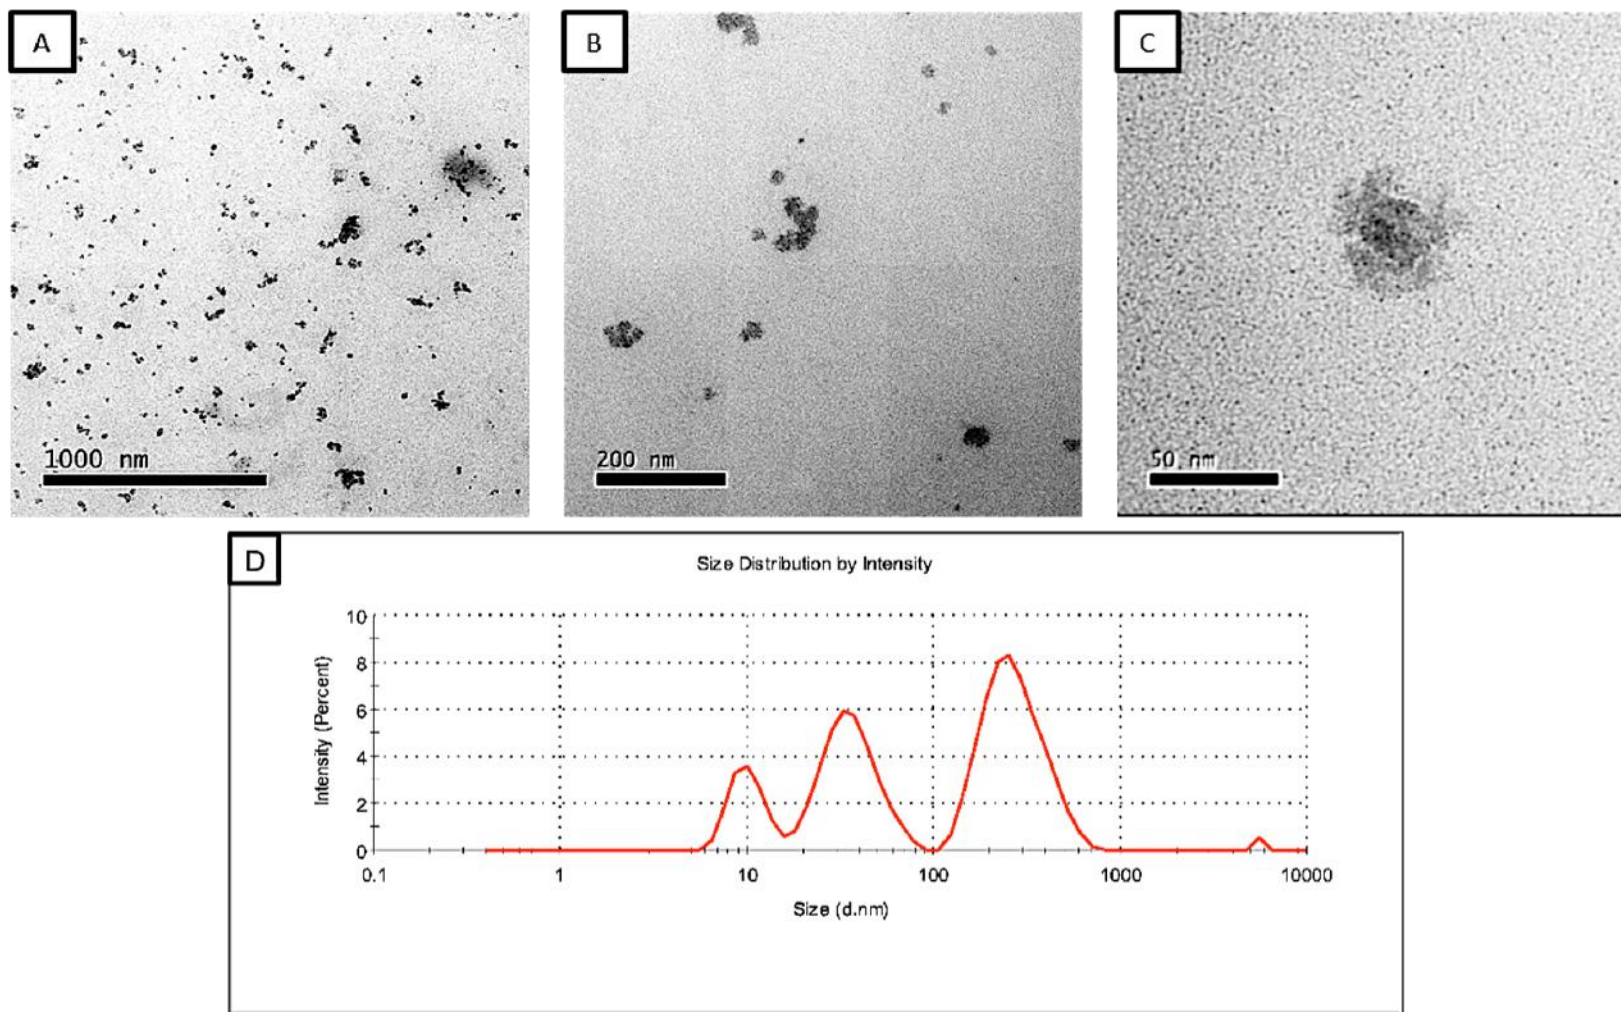 A
B
C
1000 nm
200 nm
50 nm
D
Size Distribution by Intensity
10
8
6
4
2
0
Intensity (Percent)
0.1
1
10
100
1000
10000
Size (d.nm)